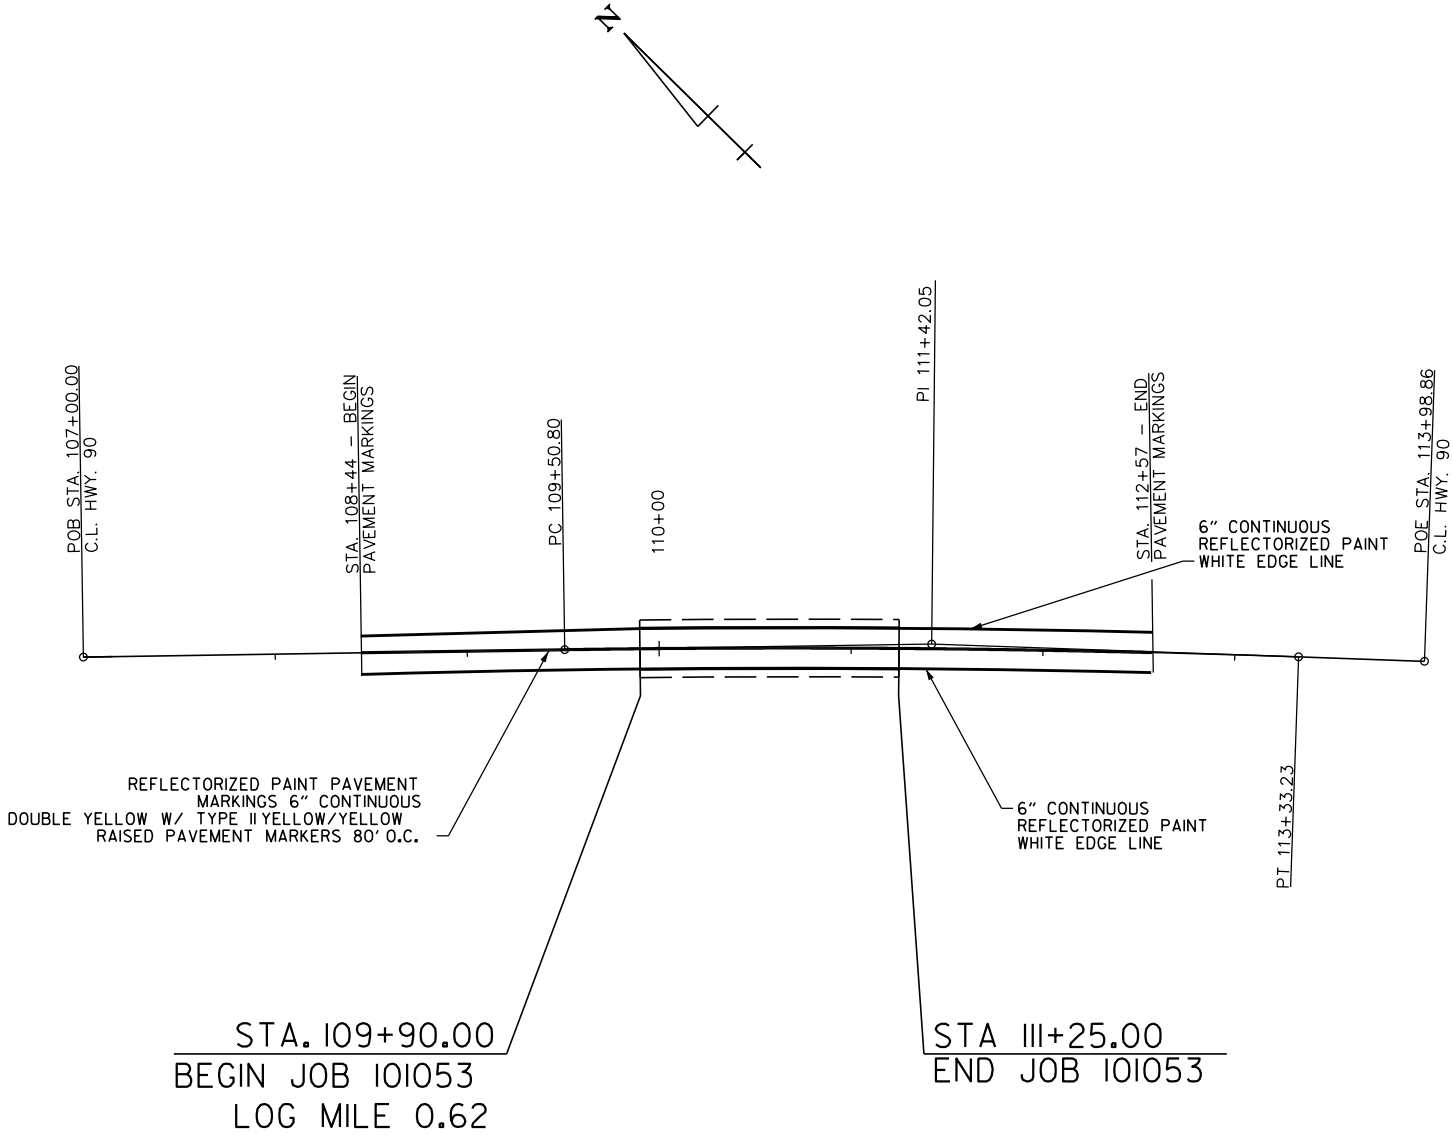 N
POB STA. 107+00.00
C.L. HWY. 90
STA. 108+44 - BEGIN
PAVEMENT MARKINGS
PC 109+50.80
110+00
PI 111+42.05
STA. 112+57 - END
PAVEMENT MARKINGS
6" CONTINUOUS
REFLECTORIZED PAINT
WHITE EDGE LINE
POE STA. 113+98.86
C.L. HWY. 90
REFLECTORIZED PAINT PAVEMENT
MARKINGS 6" CONTINUOUS
DOUBLE YELLOW W/ TYPE II YELLOW/YELLOW
RAISED PAVEMENT MARKERS 80' O.C.
6" CONTINUOUS
REFLECTORIZED PAINT
WHITE EDGE LINE
PT 113+33.23
STA. 109+90.00
BEGIN JOB 101053
LOG MILE 0.62
STA 111+25.00
END JOB 101053